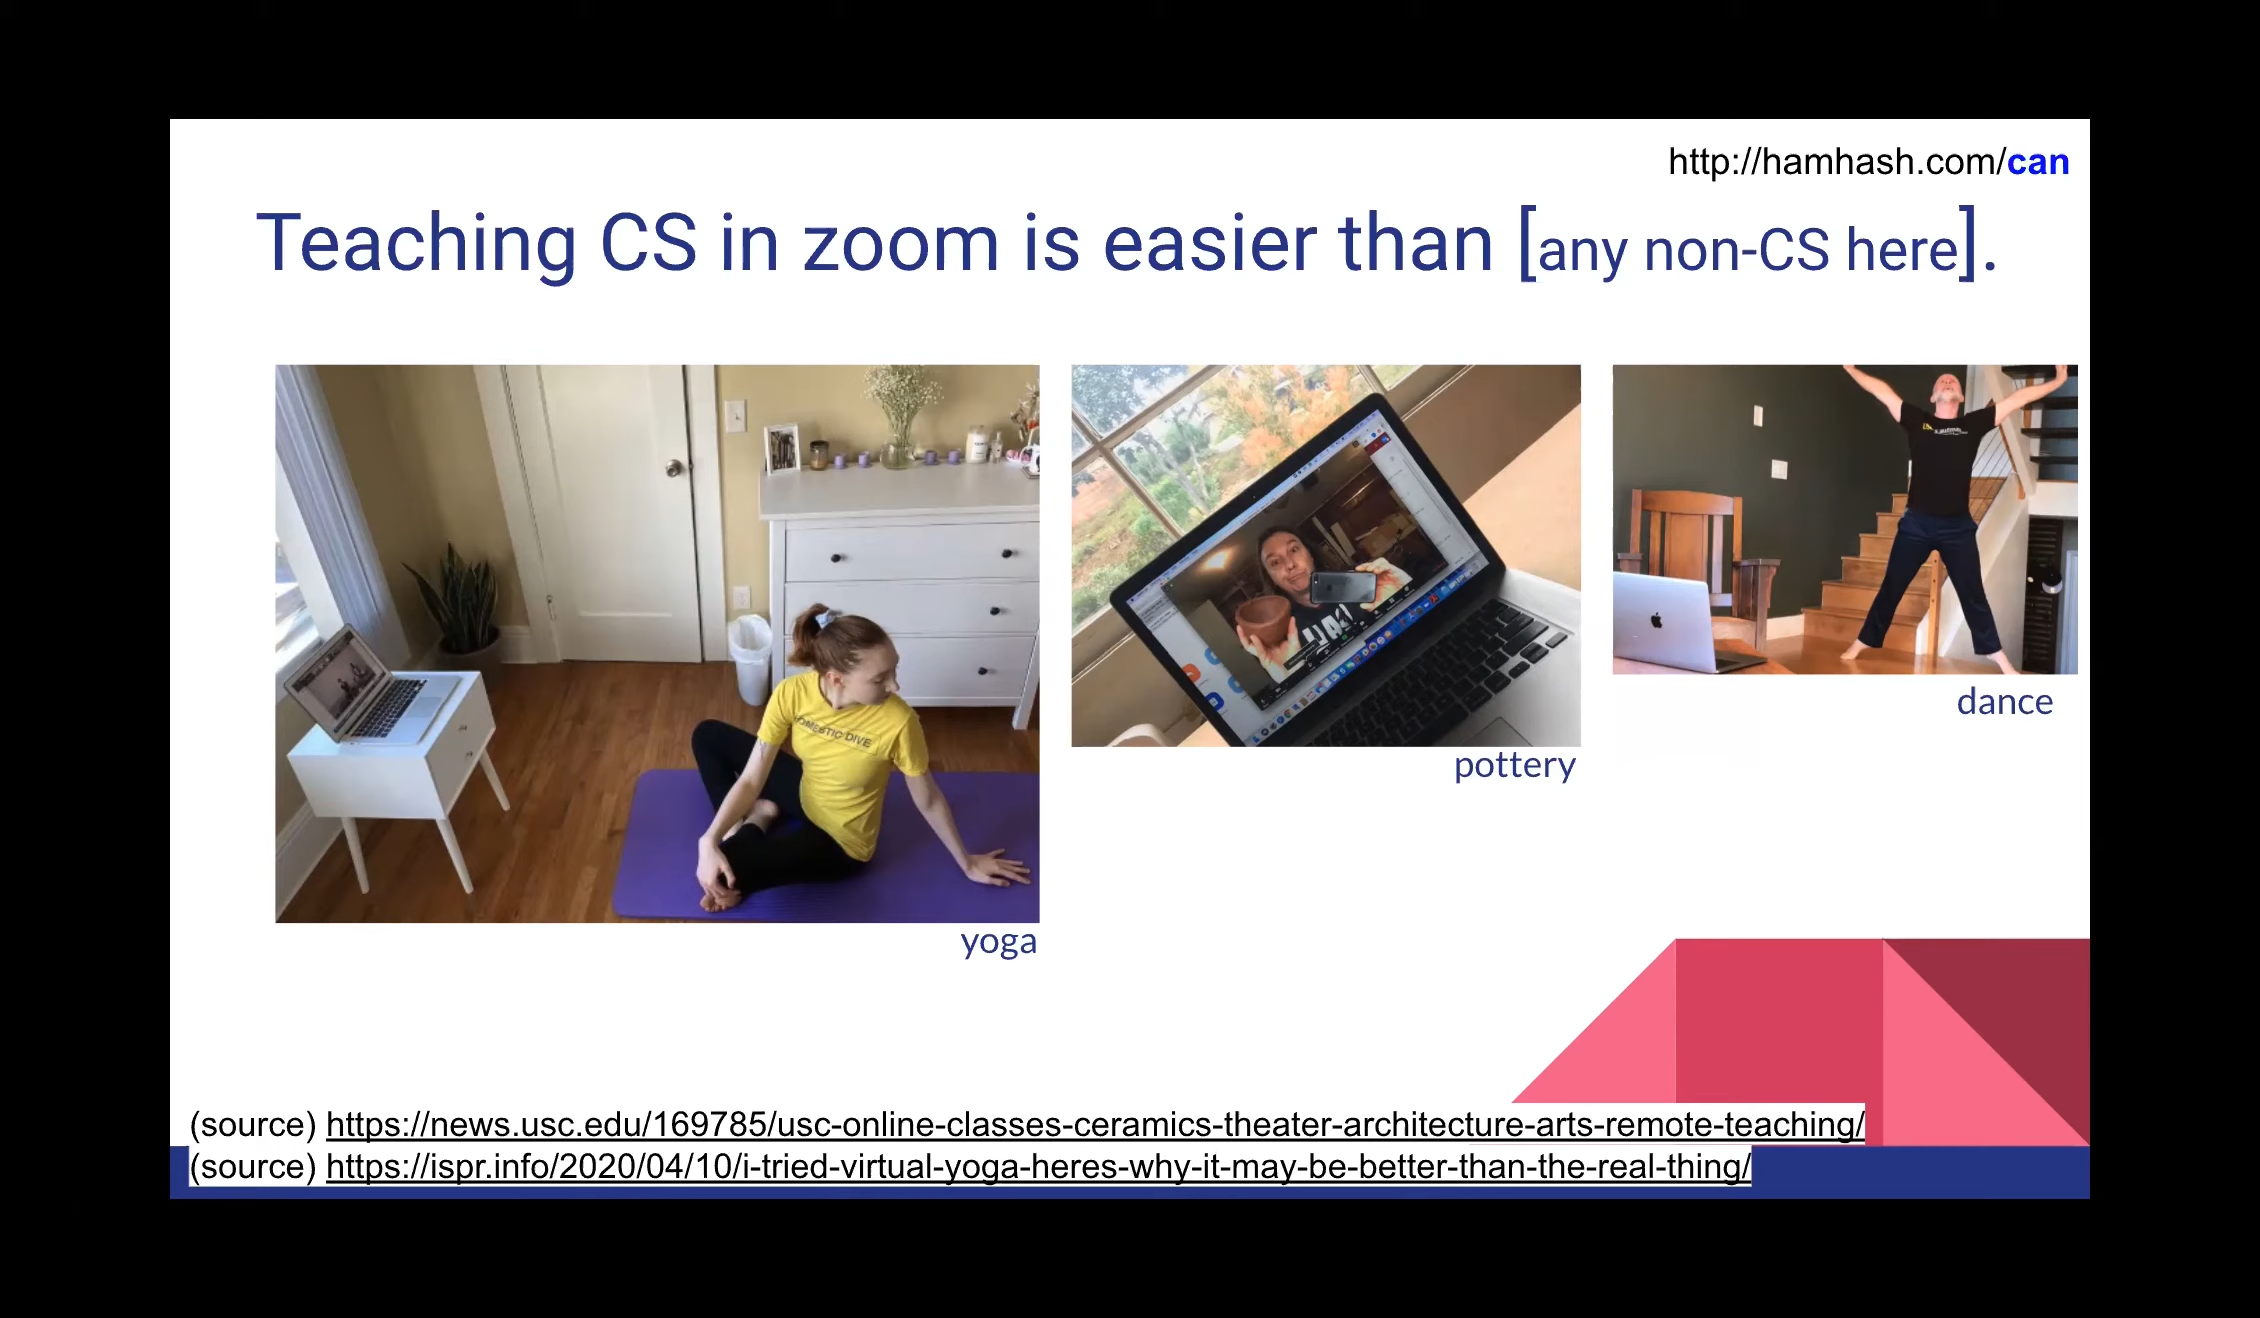 http://hamhash.com/can
Teaching CS in zoom is easier than [any non-CS here].
OMESTIC DIVE
yoga
pottery
dance
(source) https://news.usc.edu/169785/usc-online-classes-ceramics-theater-architecture-arts-remote-teaching/
(source) https://ispr.info/2020/04/10/i-tried-virtual-yoga-heres-why-it-may-be-better-than-the-real-thing/